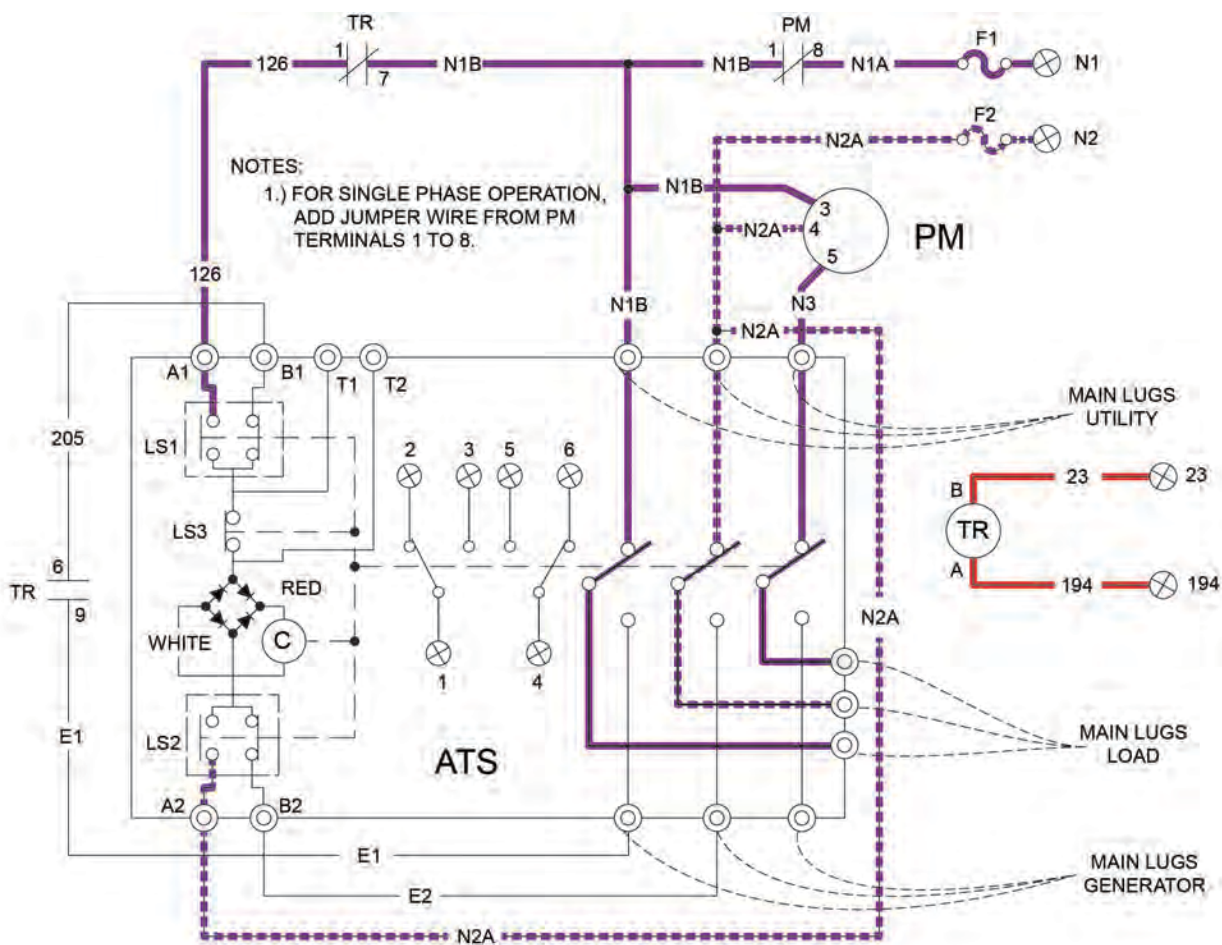 TR
PM
F1
126
1
7
N1B
N1B
1
8
N1A
N1
F2
N2A
N2
NOTES:
1.) FOR SINGLE PHASE OPERATION,
ADD JUMPER WIRE FROM PM
TERMINALS 1 TO 8.
N1B
3
N2A
4
PM
5
126
N1B
N3
N2A
A1
B1
T1
T2
MAIN LUGS
UTILITY
205
LS1
2
3
5
6
B
23
23
LS3
TR
6
TR
9
RED
A
194
194
WHITE
C
N2A
1
4
E1
LS2
ATS
MAIN LUGS
LOAD
A2
B2
E1
MAIN LUGS
GENERATOR
E2
N2A